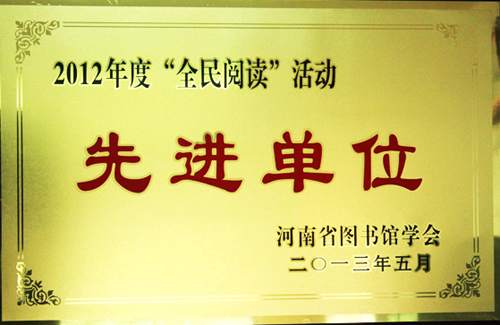 2012年度“全民阅读”活动
先进单位
河南省图书馆学会
二〇一三年五月